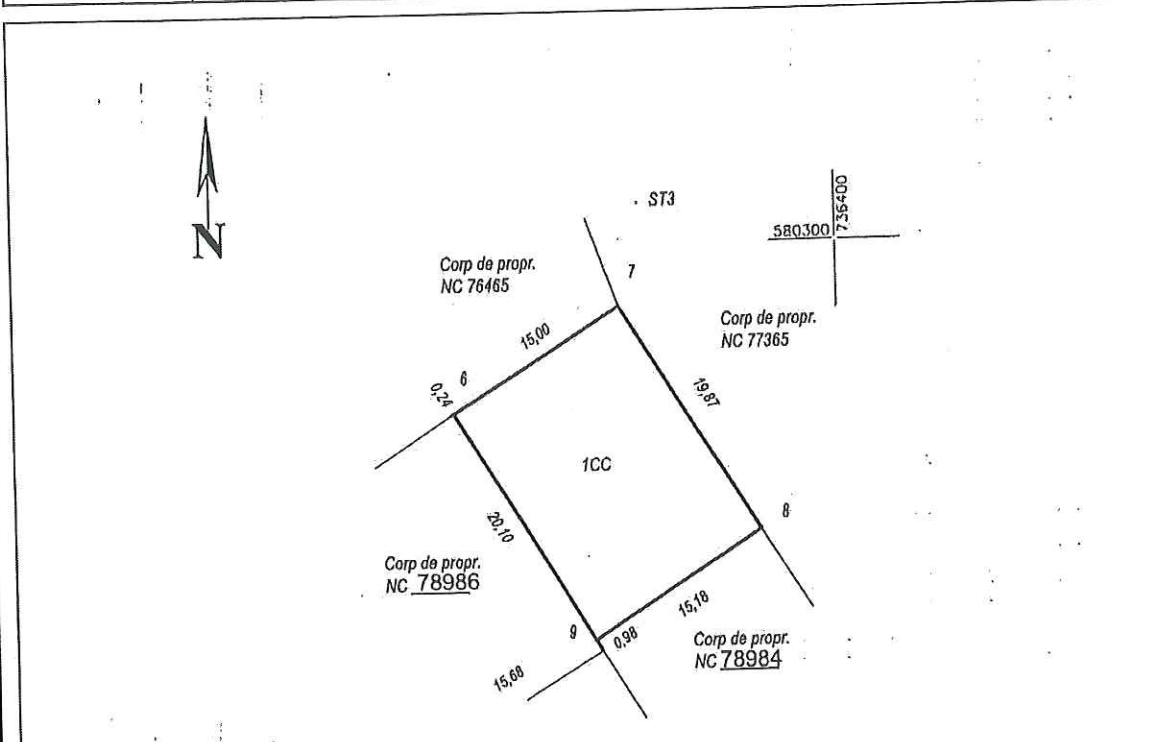 N
ST3
580300
736400
Corp de propr.
NC 76465
7
Corp de propr.
NC 77365
15,00
6
0,24
19,87
1CC
8
20,10
Corp de propr.
NC 78986
15,18
9
0,98
Corp de propr.
NC 78984
15,68